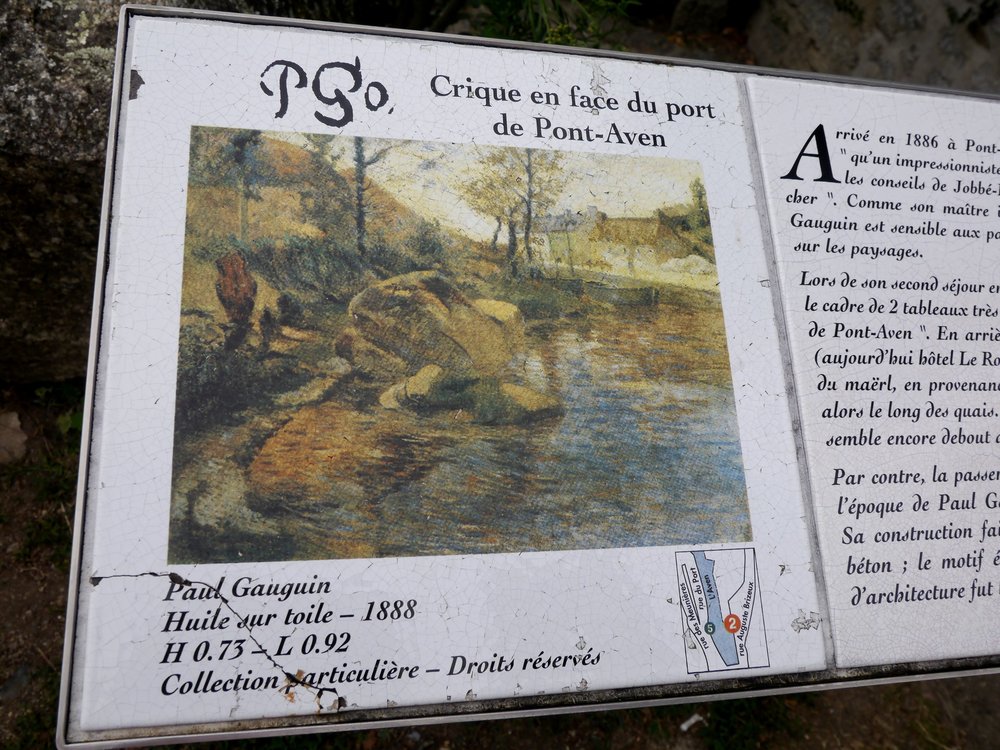 PGo.
Crique en face du port
de Pont-Aven
Paul Gauguin
Huile sur toile – 1888
H 0.73 – L 0.92
Collection particulière – Droits réservés
rue des Meunières
rue du Port
L'Aven
rue Auguste Brizeux
5
2
Arrivé en 1886 à Pont-
" qu'un impressionniste
les conseils de Jobbé-
cher ". Comme son maître
Gauguin est sensible aux
sur les paysages.
Lors de son second séjour
le cadre de 2 tableaux très
de Pont-Aven ". En
(aujourd'hui hôtel Le
du maërl, en
alors le long des quais.
semble encore debout
Par contre, la
l'époque de Paul
Sa construction
béton ; le motif
d'architecture fut